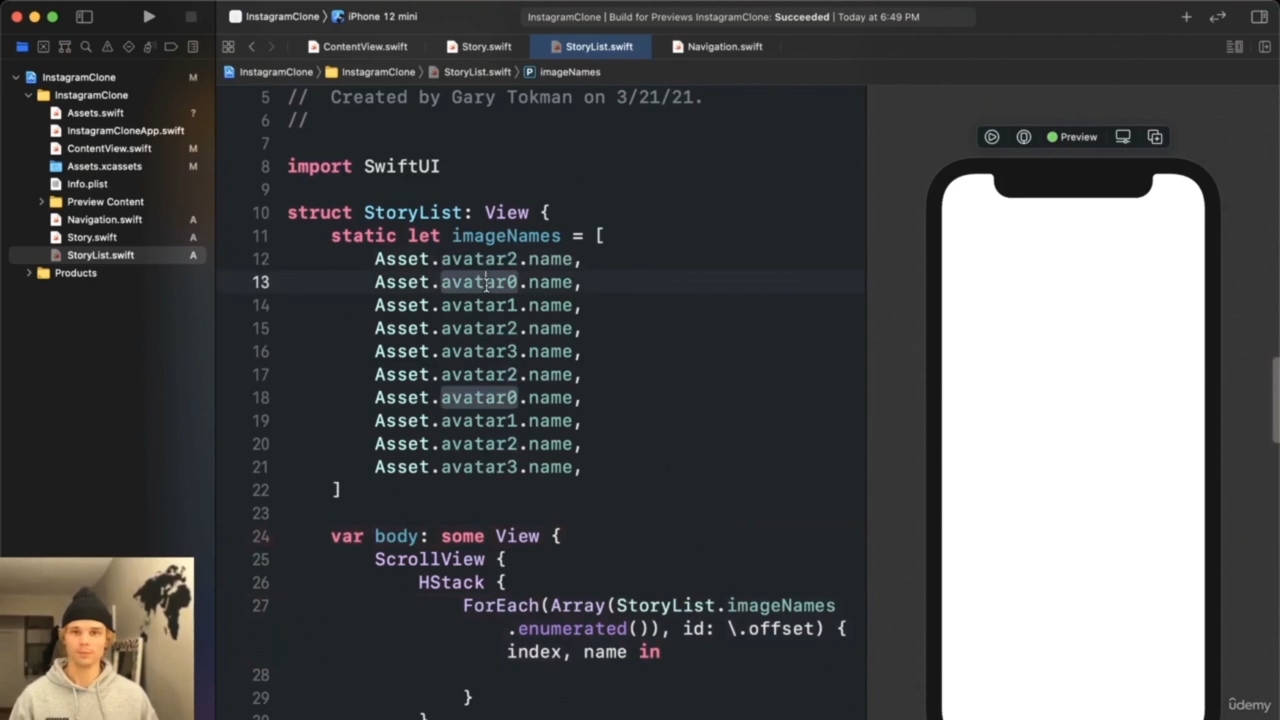 InstagramClone
iPhone 12 mini
InstagramClone | Build for Previews InstagramClone: Succeeded | Today at 6:49 PM
ContentView.swift
Story.swift
StoryList.swift
Navigation.swift
InstagramClone M
InstagramClone
StoryList.swift
P imageNames
InstagramClone M
InstagramClone
Assets.swift ?
InstagramCloneApp.swift
ContentView.swift M
Assets.xcassets M
Info.plist
Preview Content
Navigation.swift A
Story.swift A
StoryList.swift A
Products
5 // Created by Gary Tokman on 3/21/21.
6 //
7
8 import SwiftUI
9
10 struct StoryList: View {
11 static let imageNames = [
12 Asset.avatar2.name,
13 Asset.avatar0.name,
14 Asset.avatar1.name,
15 Asset.avatar2.name,
16 Asset.avatar3.name,
17 Asset.avatar2.name,
18 Asset.avatar0.name,
19 Asset.avatar1.name,
20 Asset.avatar2.name,
21 Asset.avatar3.name,
22 ]
23
24 var body: some View {
25 ScrollView {
26 HStack {
27 ForEach(Array(StoryList.imageNames
.enumerated()), id: \.offset) {
index, name in
28
29 }
Preview
ûdemy